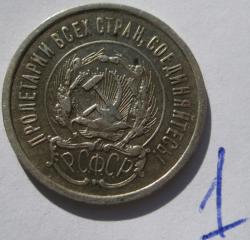 ПРОЛЕТАРИИ ВСЕХ СТРАН, СОЕДИНЯЙТЕСЬ!
Р.С.Ф.С.Р.
1